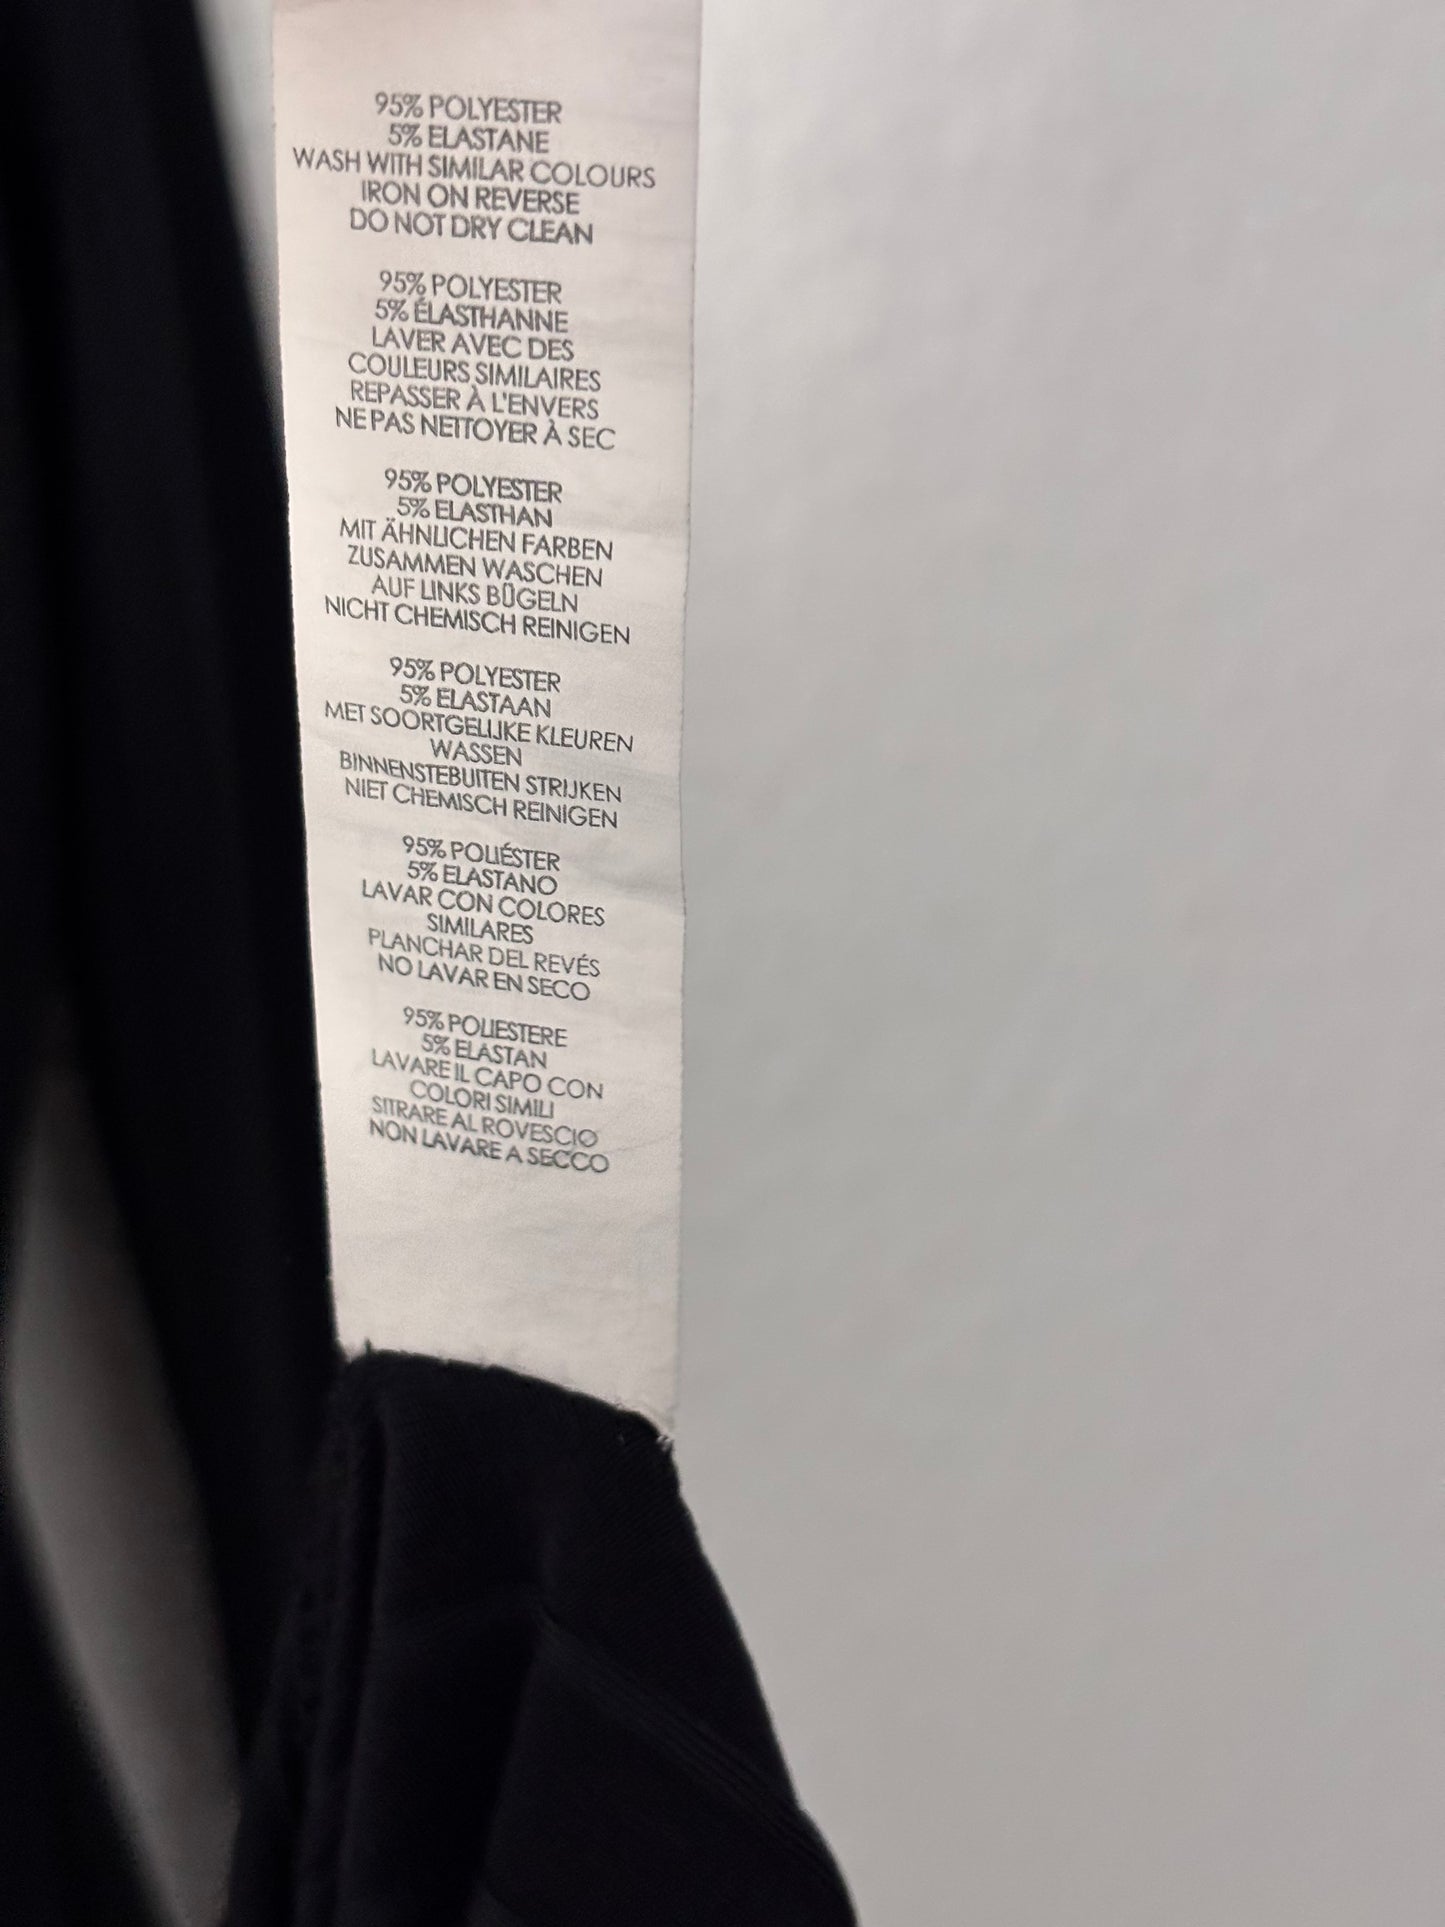 95% POLYESTER
5% ELASTANE
WASH WITH SIMILAR COLOURS
IRON ON REVERSE
DO NOT DRY CLEAN
95% POLYESTER
5% ÉLASTHANNE
LAVER AVEC DES
COULEURS SIMILAIRES
REPASSER À L'ENVERS
NE PAS NETTOYER À SEC
95% POLYESTER
5% ELASTHAN
MIT ÄHNLICHEN FARBEN
ZUSAMMEN WASCHEN
AUF LINKS BÜGELN
NICHT CHEMISCH REINIGEN
95% POLYESTER
5% ELASTAAN
MET SOORTGELIJKE KLEUREN
WASSEN
BINNENSTEBUITEN STRIJKEN
NIET CHEMISCH REINIGEN
95% POLIÉSTER
5% ELASTANO
LAVAR CON COLORES
SIMILARES
PLANCHAR DEL REVÉS
NO LAVAR EN SECO
95% POLIESTERE
5% ELASTAN
LAVARE IL CAPO CON
COLORI SIMILI
SITRARE AL ROVESCIO
NON LAVARE A SECCO